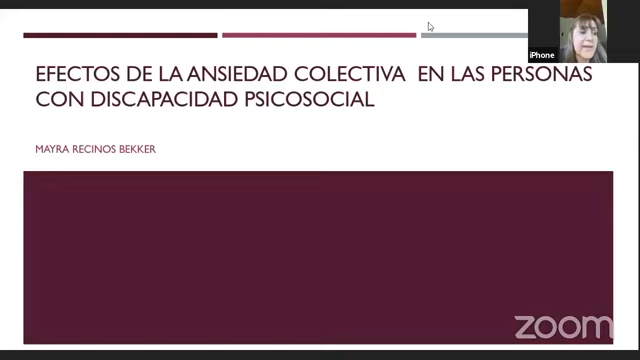 iPhone
EFECTOS DE LA ANSIEDAD COLECTIVA EN LAS PERSONAS
CON DISCAPACIDAD PSICOSOCIAL
MAYRA RECINOS BEKKER
zoom